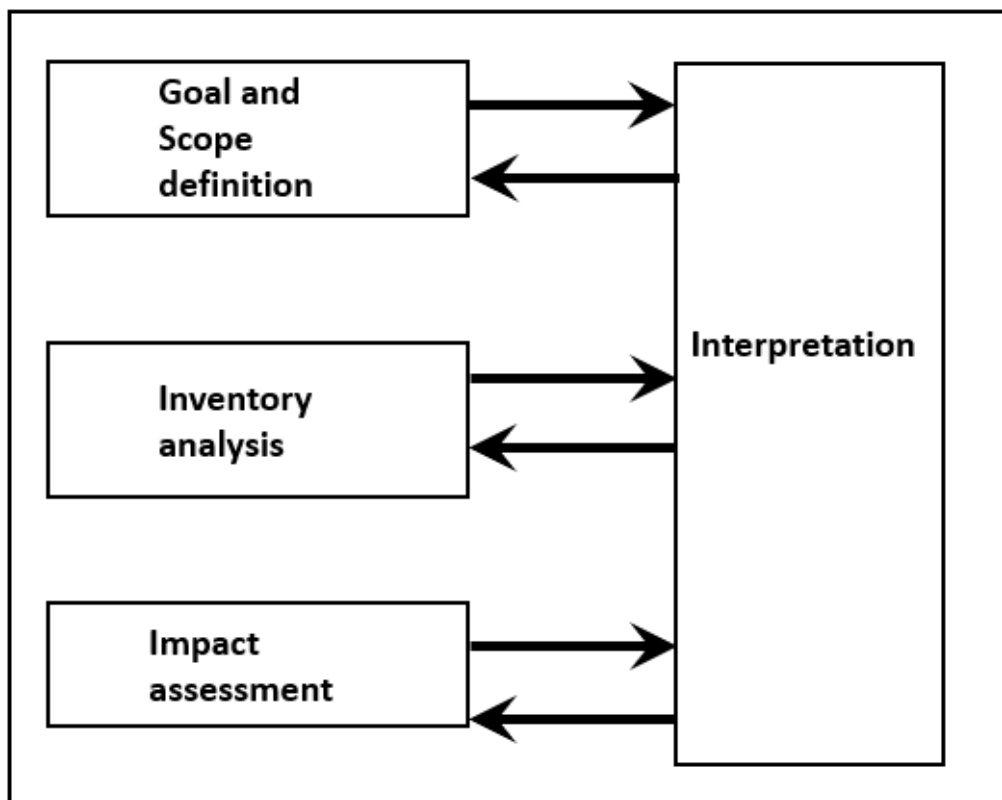 Goal and
Scope
definition
Interpretation
Inventory
analysis
Impact
assessment